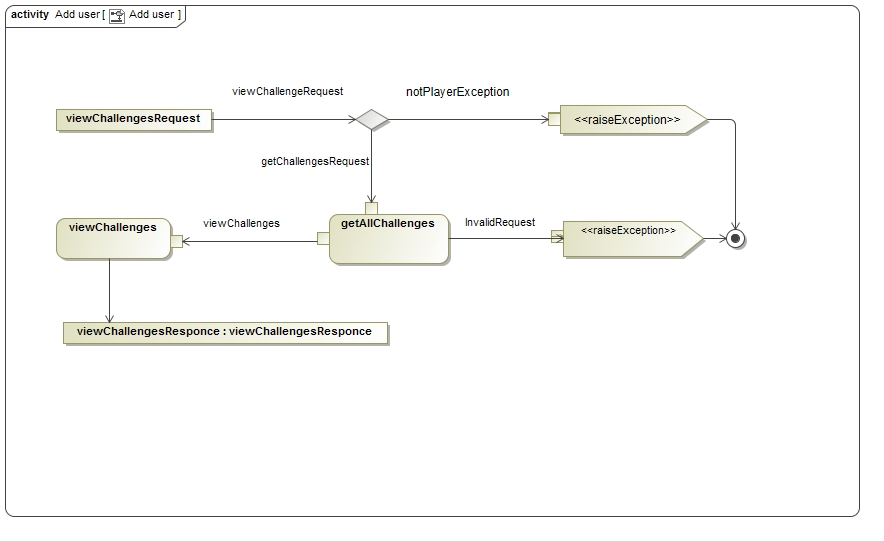 activity Add user [ Add user ]
viewChallengeRequest
notPlayerException
viewChallengesRequest
<<raiseException>>
getChallengesRequest
viewChallenges
viewChallenges
getAllChallenges
InvalidRequest
<<raiseException>>
viewChallengesResponce : viewChallengesResponce